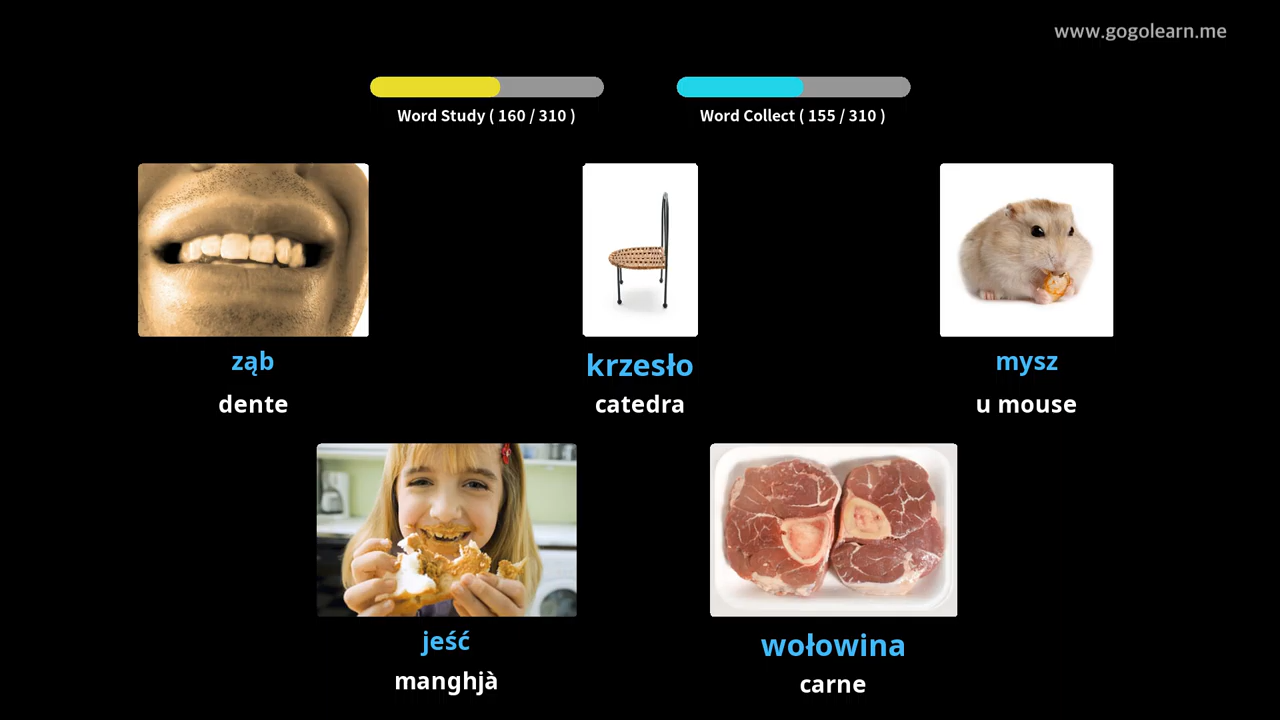 www.gogolearn.me
Word Study ( 160 / 310 )
Word Collect ( 155 / 310 )
ząb
krzesło
mysz
dente
catedra
u mouse
jeść
wołowina
manghjà
carne